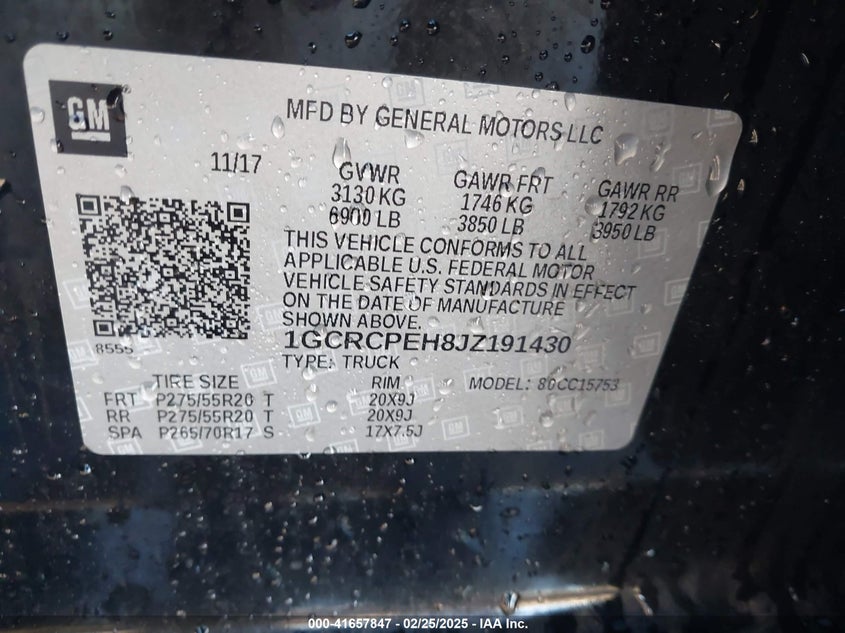 GM
MFD BY GENERAL MOTORS LLC
11/17
GVWR GAWR FRT GAWR RR
3130 KG 1746 KG 1792 KG
6900 LB 3850 LB 3950 LB
THIS VEHICLE CONFORMS TO ALL
APPLICABLE U.S. FEDERAL MOTOR
VEHICLE SAFETY STANDARDS IN EFFECT
ON THE DATE OF MANUFACTURE
SHOWN ABOVE.
8555
1GCRCPEH8JZ191430
TYPE: TRUCK
TIRE SIZE RIM MODEL: 80CC15753
FRT P275/55R20 T 20X9J
RR P275/55R20 T 20X9J
SPA P265/70R17 S 17X7.5J
000-41657847 - 02/25/2025 - IAA Inc.